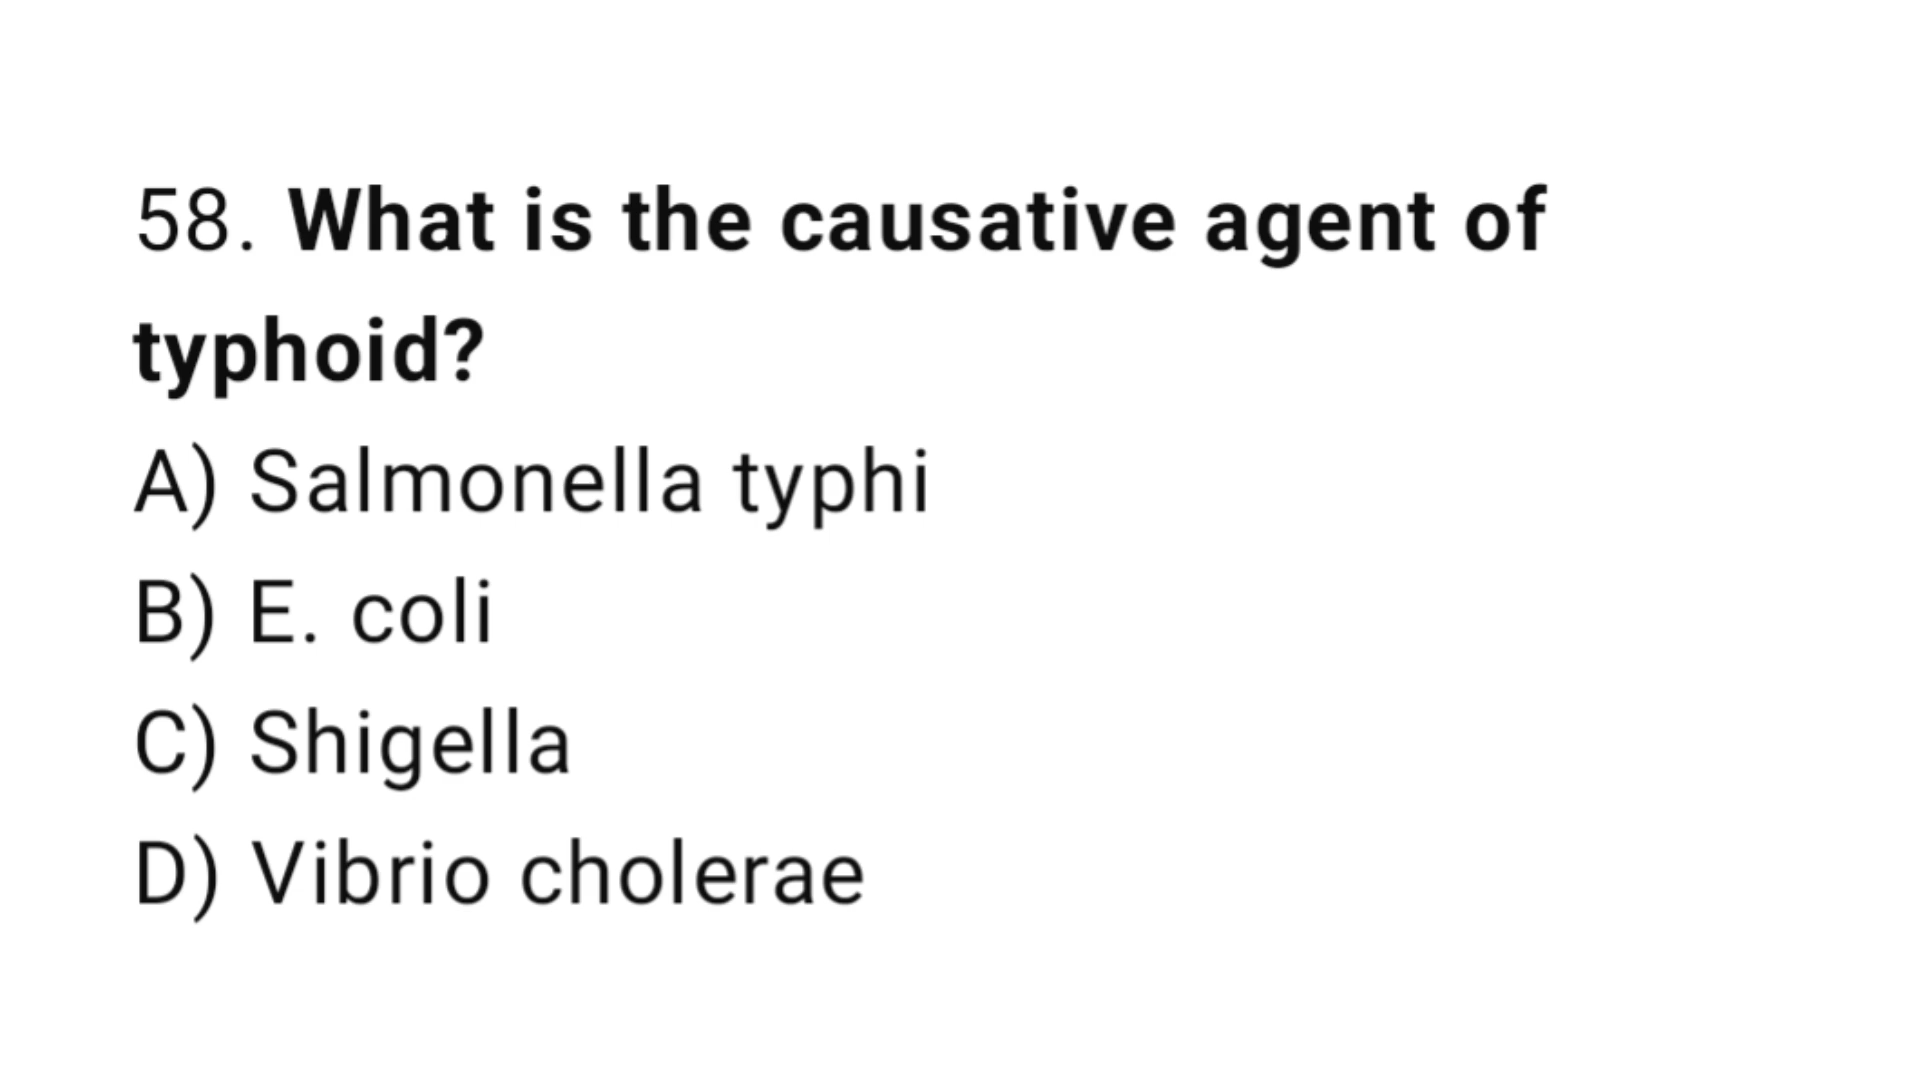 58. What is the causative agent of
typhoid?
A) Salmonella typhi
B) E. coli
C) Shigella
D) Vibrio cholerae